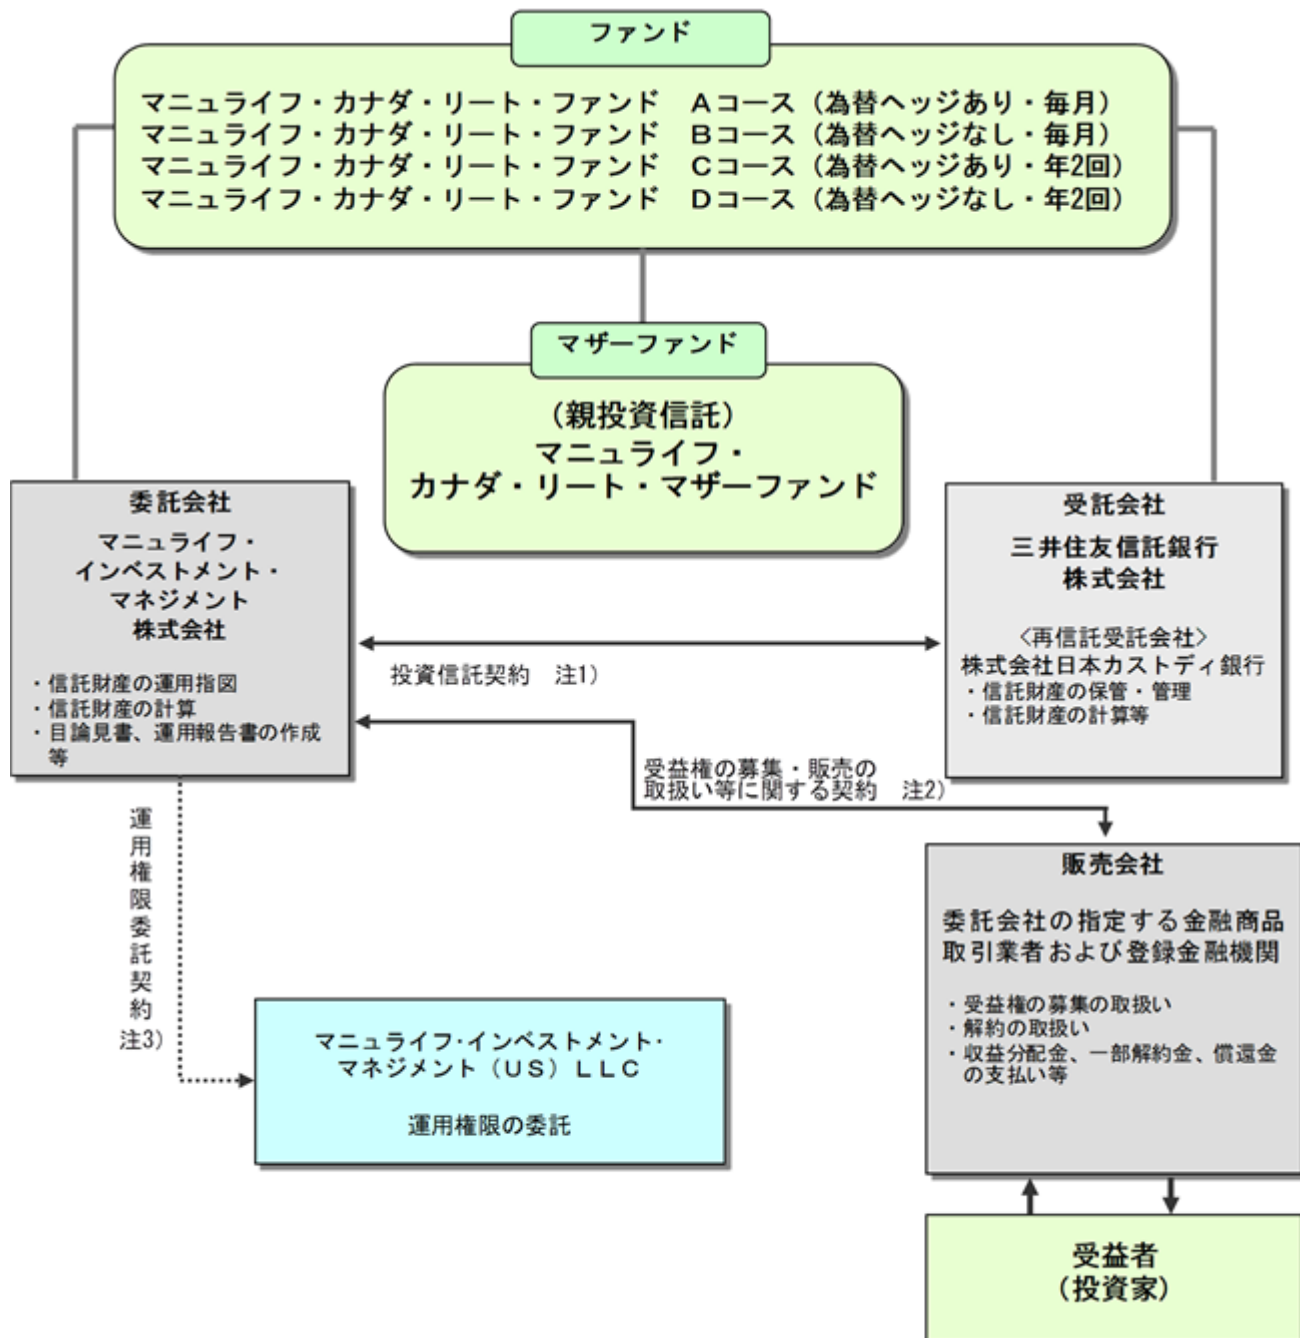 ファンド
マニュライフ・カナダ・リート・ファンド　Ａコース（為替ヘッジあり・毎月）
マニュライフ・カナダ・リート・ファンド　Ｂコース（為替ヘッジなし・毎月）
マニュライフ・カナダ・リート・ファンド　Ｃコース（為替ヘッジあり・年2回）
マニュライフ・カナダ・リート・ファンド　Ｄコース（為替ヘッジなし・年2回）
マザーファンド
（親投資信託）
マニュライフ・
カナダ・リート・マザーファンド
委託会社
マニュライフ・
インベストメント・
マネジメント
株式会社
・信託財産の運用指図
・信託財産の計算
・目論見書、運用報告書の作成
等
受託会社
三井住友信託銀行
株式会社
〈再信託受託会社〉
株式会社日本カストディ銀行
・信託財産の保管・管理
・信託財産の計算等
投資信託契約　注1）
受益権の募集・販売の
取扱い等に関する契約　注2）
運用権限委託契約
注3）
マニュライフ･インベストメント･
マネジメント（ＵＳ）ＬＬＣ
運用権限の委託
販売会社
委託会社の指定する金融商品
取引業者および登録金融機関
・受益権の募集の取扱い
・解約の取扱い
・収益分配金、一部解約金、償還金
の支払い等
受益者
（投資家）